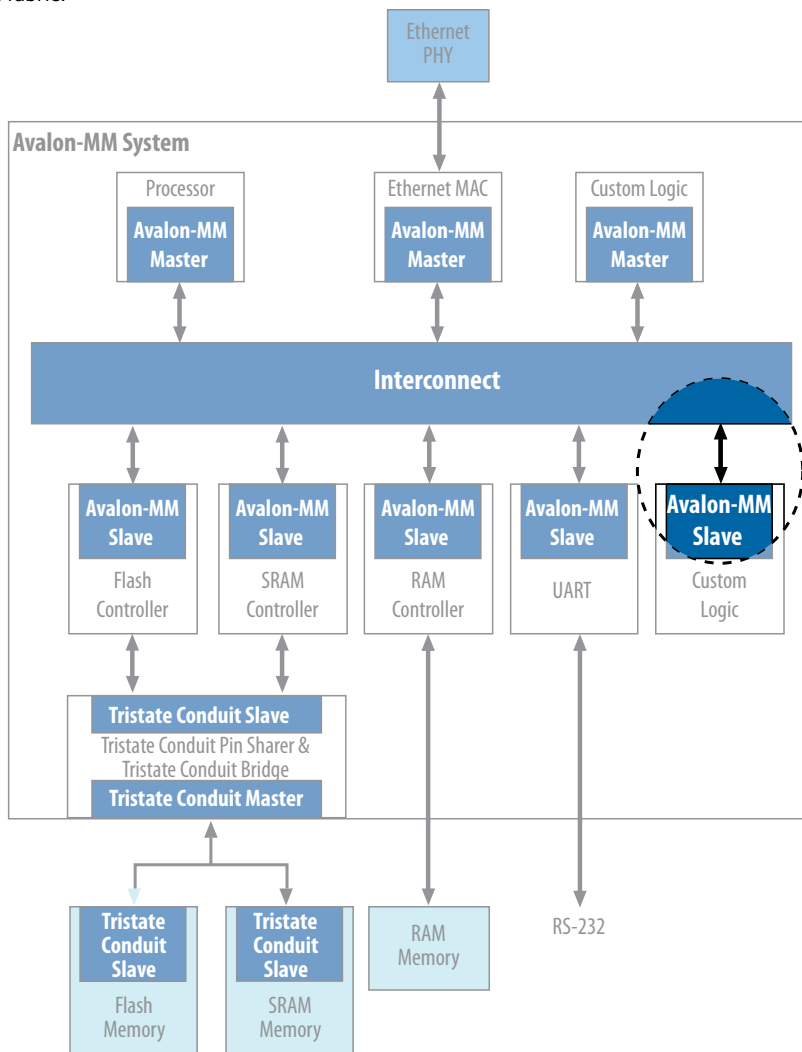 fabric.
Ethernet
PHY
Avalon-MM System
Processor
Avalon-MM
Master
Ethernet MAC
Avalon-MM
Master
Custom Logic
Avalon-MM
Master
Interconnect
Avalon-MM
Slave
Flash
Controller
Avalon-MM
Slave
SRAM
Controller
Avalon-MM
Slave
RAM
Controller
Avalon-MM
Slave
UART
Avalon-MM
Slave
Custom
Logic
Tristate Conduit Slave
Tristate Conduit Pin Sharer &
Tristate Conduit Bridge
Tristate Conduit Master
Tristate
Conduit
Slave
Flash
Memory
Tristate
Conduit
Slave
SRAM
Memory
RAM
Memory
RS-232